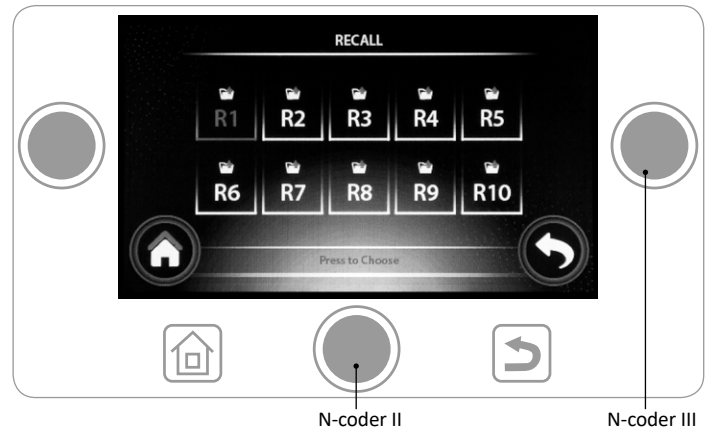 RECALL
R1 R2 R3 R4 R5
R6 R7 R8 R9 R10
Press to Choose
N-coder II N-coder III